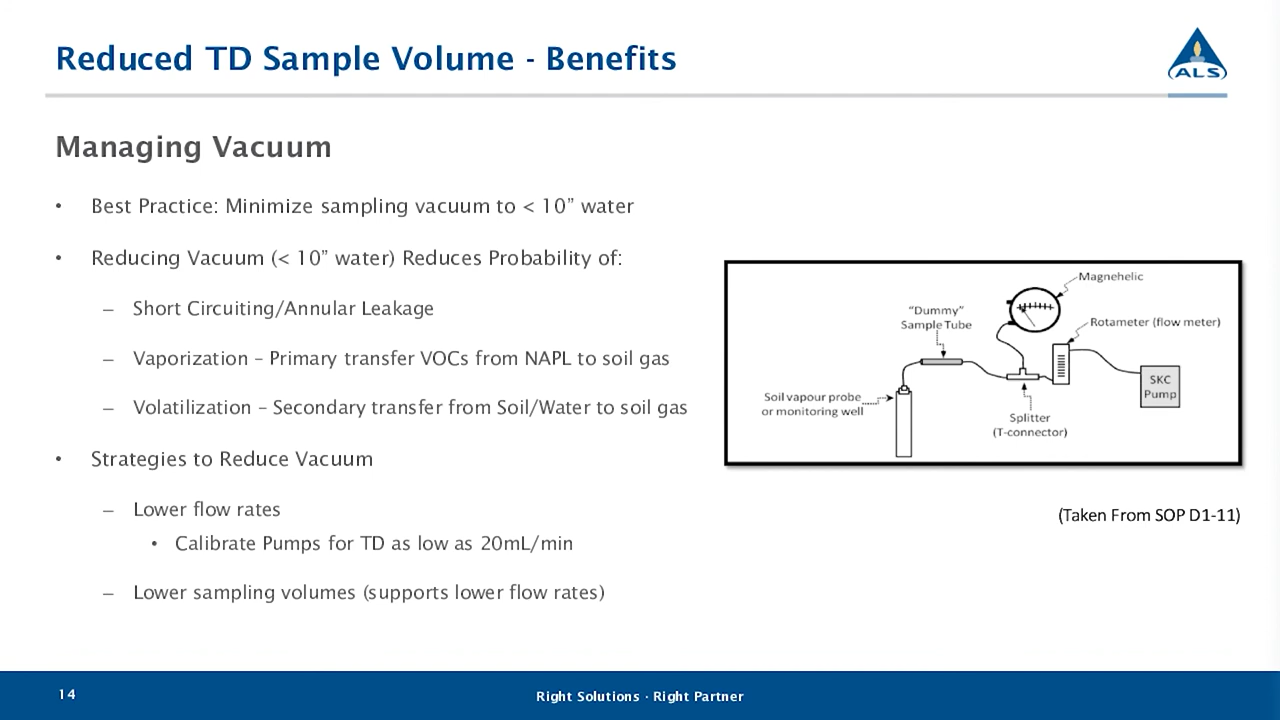 Reduced TD Sample Volume - Benefits
ALS
Managing Vacuum
• Best Practice: Minimize sampling vacuum to < 10” water
• Reducing Vacuum (< 10” water) Reduces Probability of:
– Short Circuiting/Annular Leakage
– Vaporization – Primary transfer VOCs from NAPL to soil gas
– Volatilization – Secondary transfer from Soil/Water to soil gas
• Strategies to Reduce Vacuum
– Lower flow rates
• Calibrate Pumps for TD as low as 20mL/min
– Lower sampling volumes (supports lower flow rates)
Magnehelic
“Dummy”
Sample Tube
Rotameter (flow meter)
SKC
Pump
Soil vapour probe
or monitoring well
Splitter
(T-connector)
(Taken From SOP D1-11)
14
Right Solutions · Right Partner